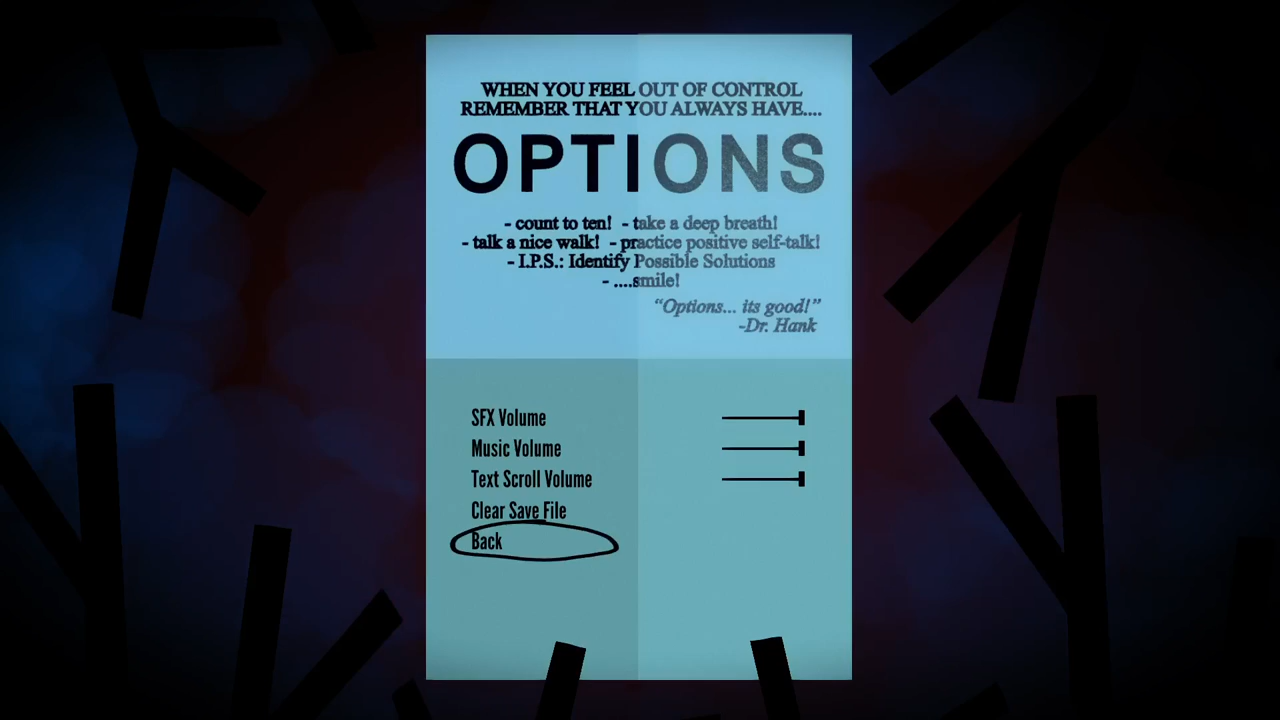 WHEN YOU FEEL OUT OF CONTROL
REMEMBER THAT YOU ALWAYS HAVE....
OPTIONS
- count to ten! - take a deep breath!
- talk a nice walk! - practice positive self-talk!
- I.P.S.: Identify Possible Solutions
- ....smile!
“Options... its good!”
-Dr. Hank
SFX Volume
Music Volume
Text Scroll Volume
Clear Save File
Back